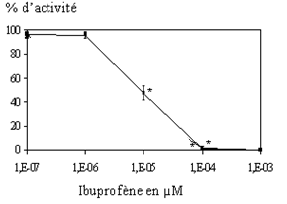 % d'activité
100
80
60
40
20
0
1,E-07 1,E-06 1,E-05 1,E-04 1,E-03
Ibuprofène en µM
* * *